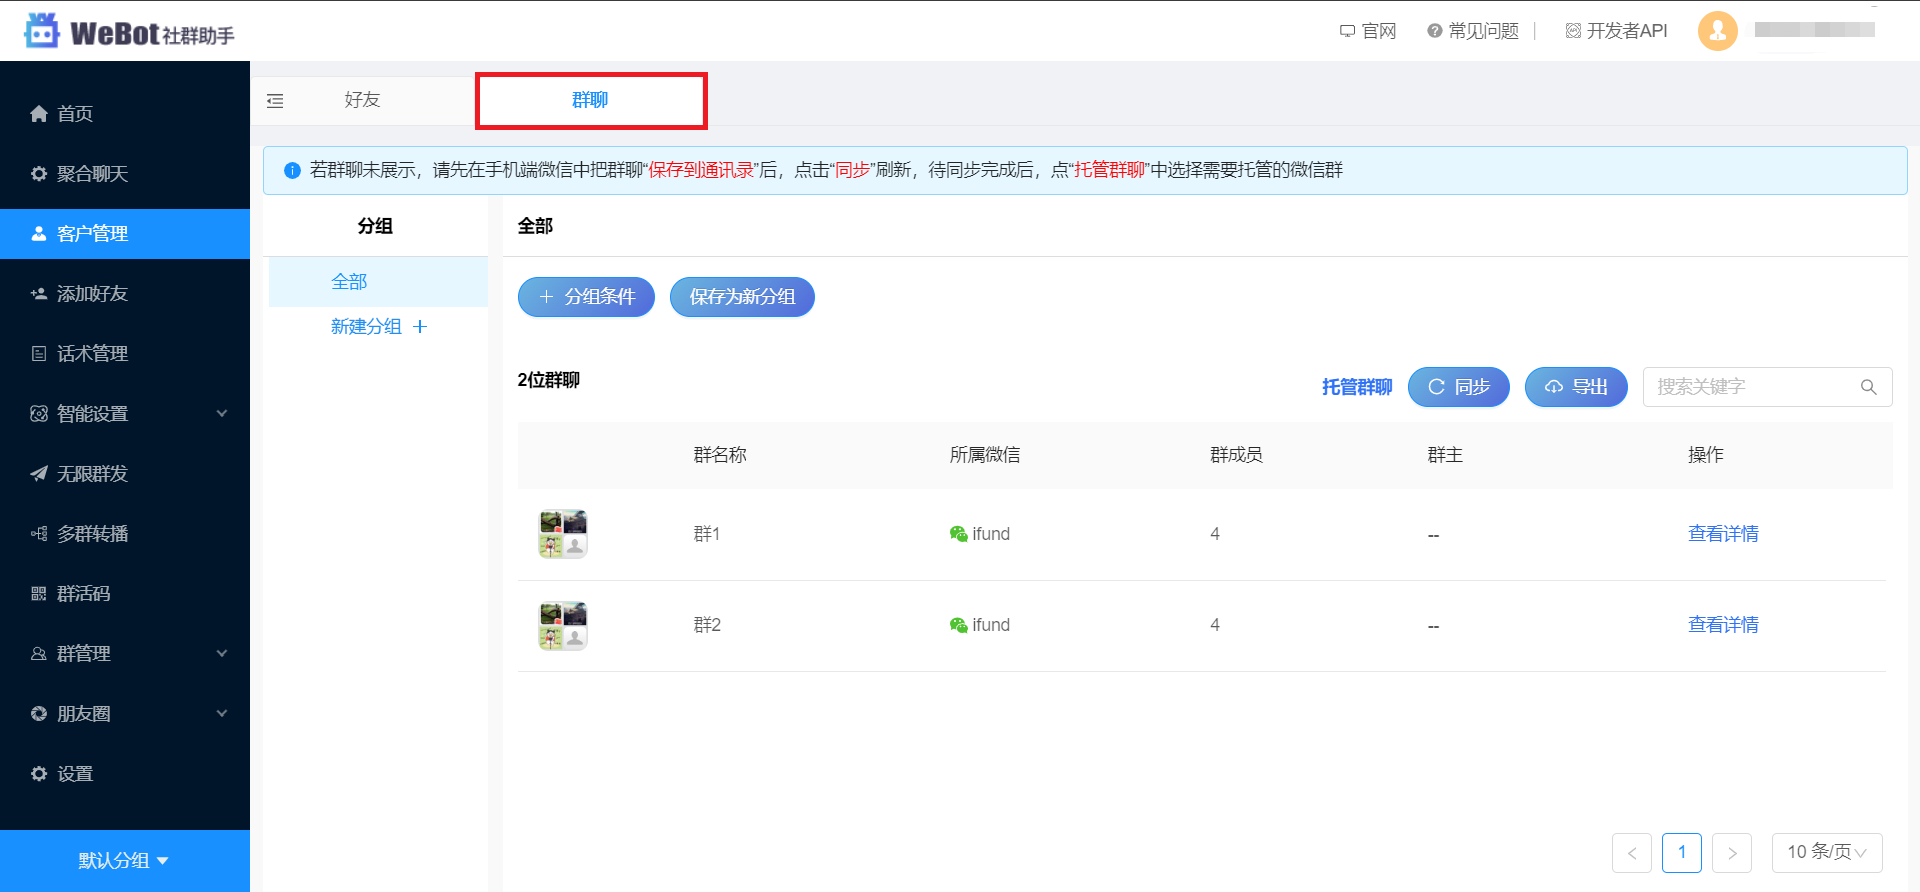 WeBot社群助手
官网
常见问题
开发者API
首页
聚合聊天
客户管理
添加好友
话术管理
智能设置
无限群发
多群转播
群活码
群管理
朋友圈
设置
默认分组
好友
群聊
若群聊未展示，请先在手机端微信中把群聊“保存到通讯录”后，点击“同步”刷新，待同步完成后，点“托管群聊”中选择需要托管的微信群
分组
全部
新建分组
全部
分组条件
保存为新分组
2位群聊
托管群聊
同步
导出
搜索关键字
群名称 所属微信 群成员 群主 操作
群1 ifund 4 -- 查看详情
群2 ifund 4 -- 查看详情
< 1 > 10 条/页